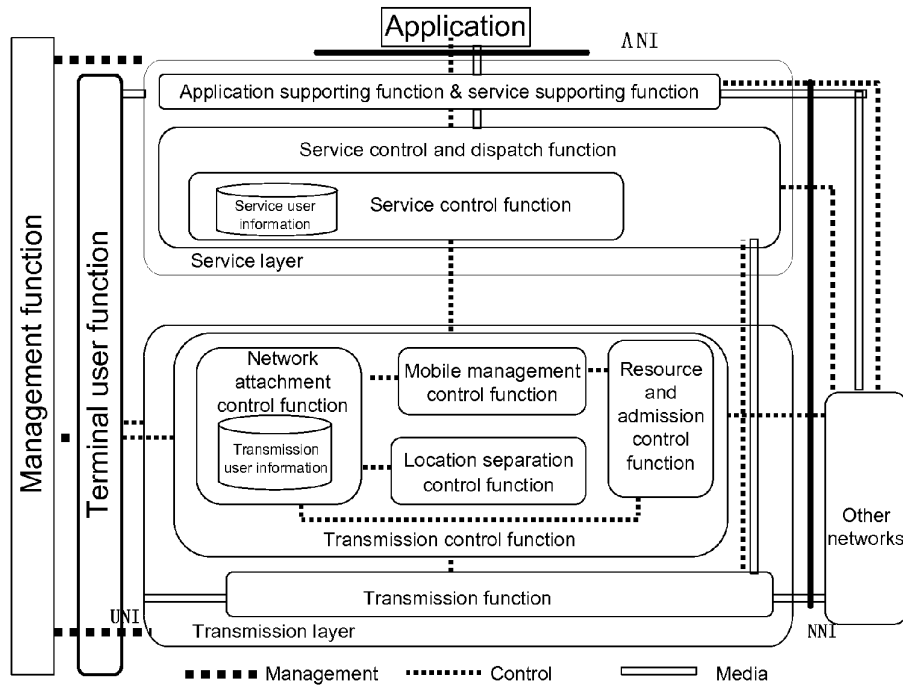 Application
ANI
Application supporting function & service supporting function
Service control and dispatch function
Service user
information
Service control function
Service layer
Management function
Terminal user function
Network
attachment
control function
Transmission
user information
Mobile management
control function
Location separation
control function
Resource
and
admission
control
function
Transmission control function
Other
networks
Transmission function
UNI
NNI
Transmission layer
Management
Control
Media